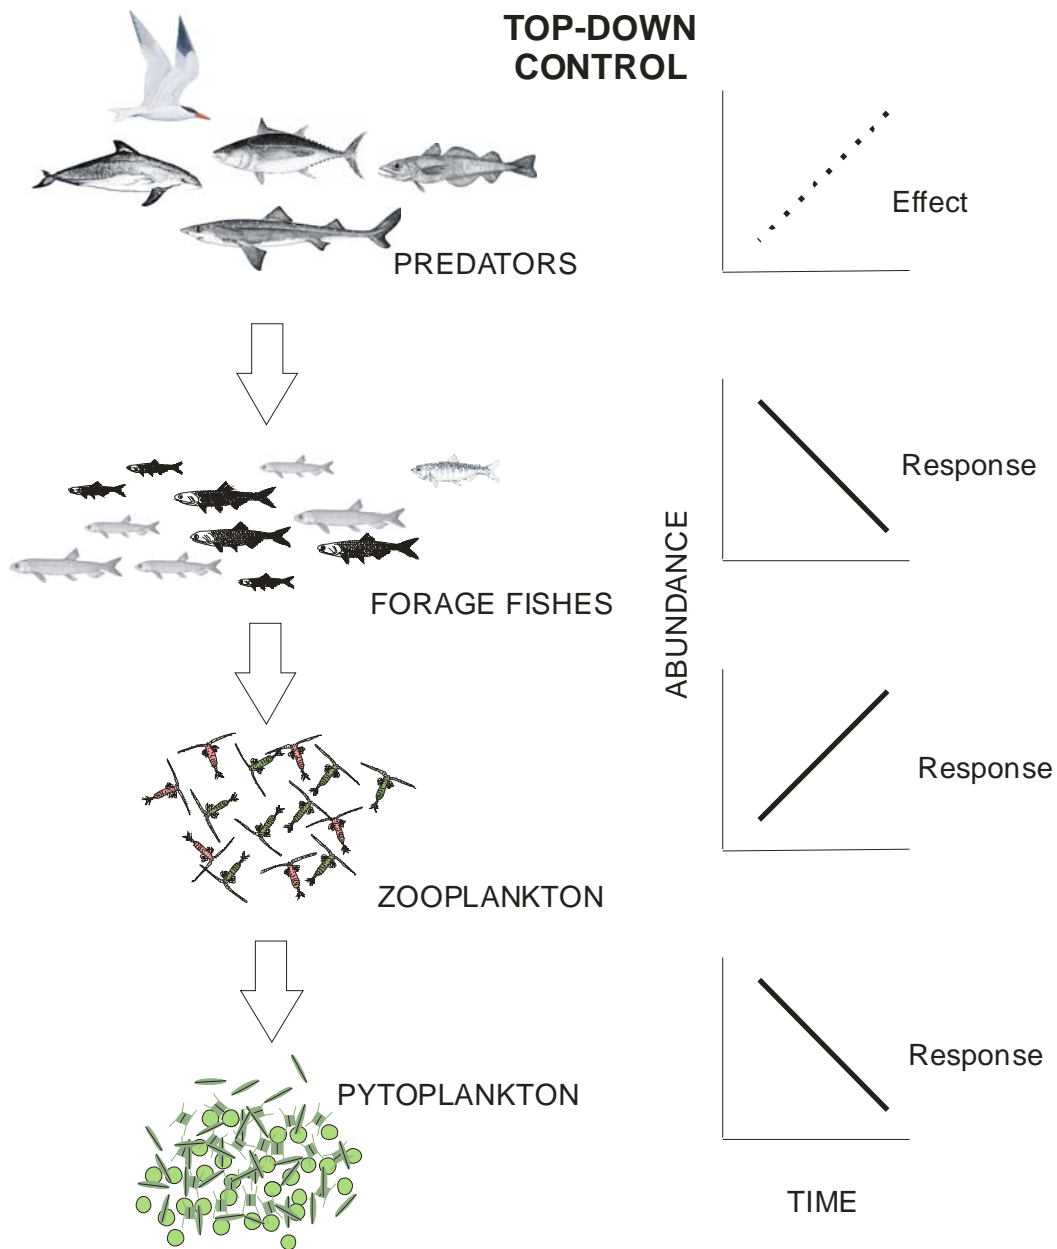 TOP-DOWN
CONTROL
Effect
PREDATORS
Response
FORAGE FISHES
ABUNDANCE
Response
ZOOPLANKTON
Response
PYTOPLANKTON
TIME